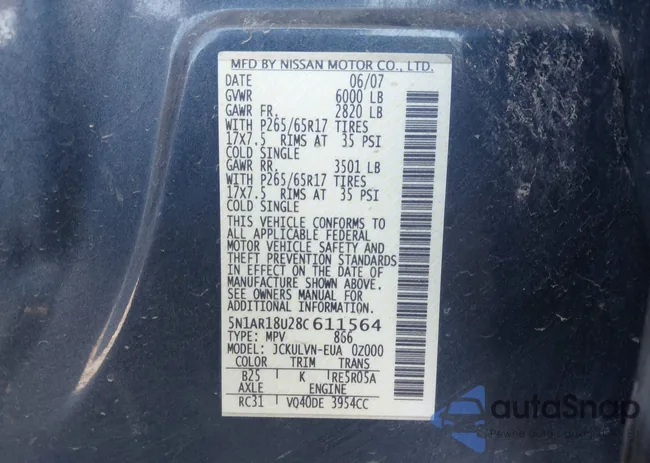 MFD BY NISSAN MOTOR CO., LTD.
DATE 06/07
GVWR 6000 LB
GAWR FR. 2820 LB
WITH P265/65R17 TIRES
17X7.5 RIMS AT 35 PSI
COLD SINGLE
GAWR RR. 3501 LB
WITH P265/65R17 TIRES
17X7.5 RIMS AT 35 PSI
COLD SINGLE
THIS VEHICLE CONFORMS TO
ALL APPLICABLE FEDERAL
MOTOR VEHICLE SAFETY AND
THEFT PREVENTION STANDARDS
IN EFFECT ON THE DATE OF
MANUFACTURE SHOWN ABOVE.
SEE OWNERS MANUAL FOR
ADDITIONAL INFORMATION.
5N1AR18U28C611564
TYPE: MPV 866
MODEL: JCKULVN-EUA 0Z000
COLOR TRIM TRANS
B25 K RE5R05A
AXLE ENGINE
RC31 VQ40DE 3954CC
autaSnap
Pewne auta z